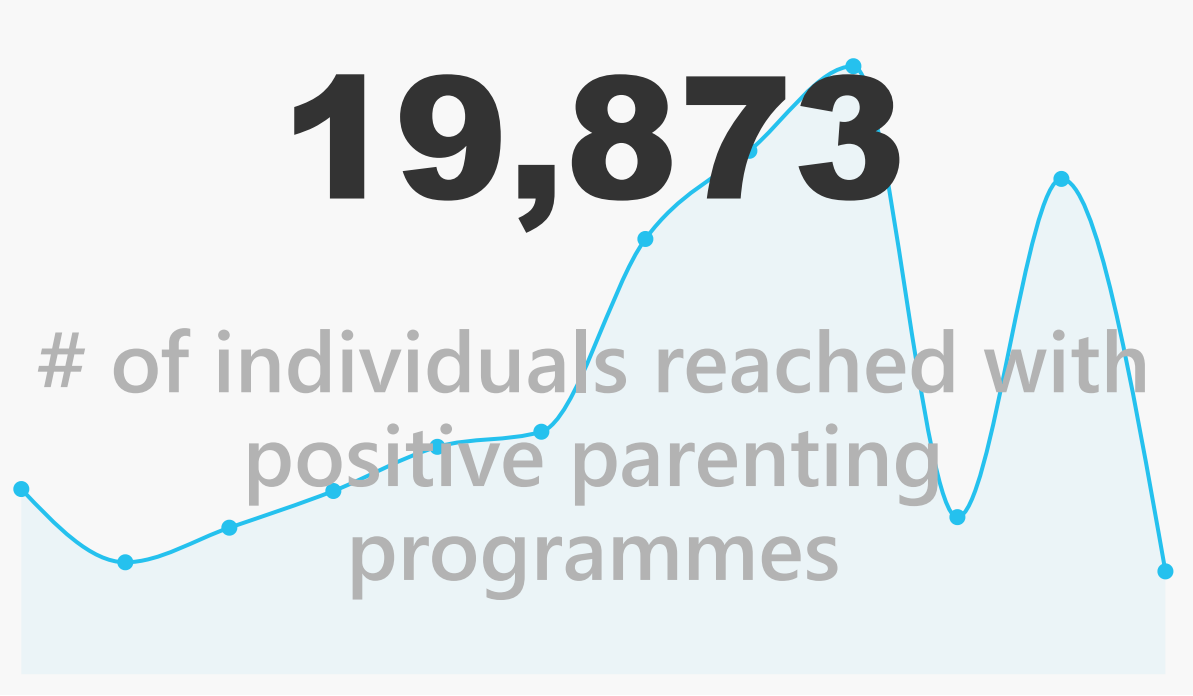 19,873
# of individuals reached with
positive parenting
programmes